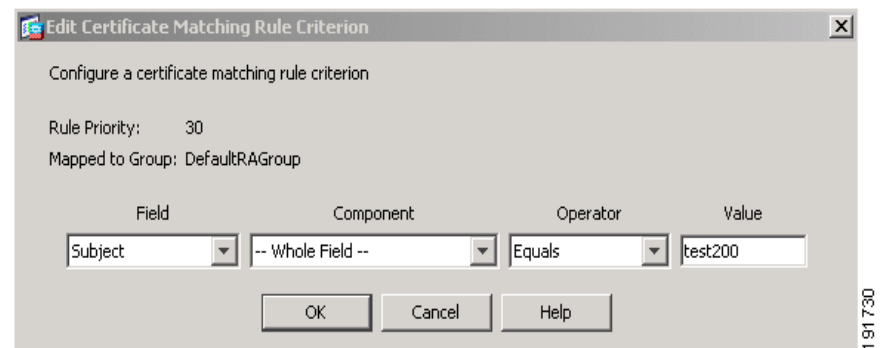 Edit Certificate Matching Rule Criterion
Configure a certificate matching rule criterion
Rule Priority: 30
Mapped to Group: DefaultRAGroup
Field Component Operator Value
Subject -- Whole Field -- Equals test200
OK Cancel Help
191730